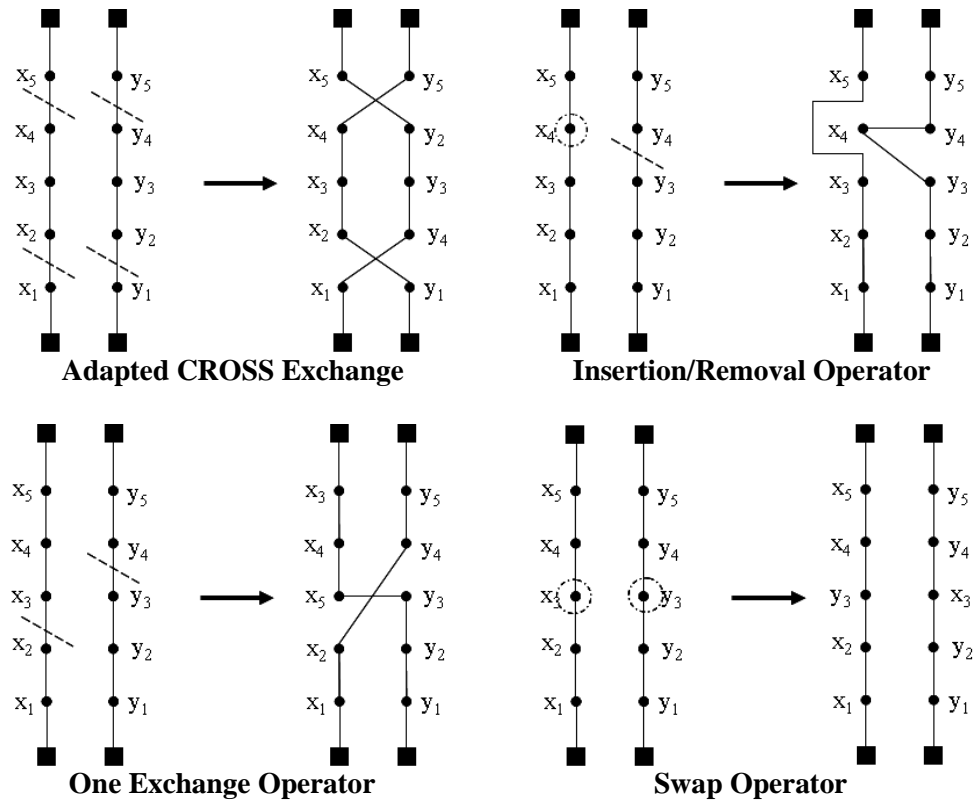 x5 y5 x5 y5 x5 y5 x5 y5
x4 y4 x4 y2 x4 y4 x4 y4
x3 y3 x3 y3 x3 y3 x3 y3
x2 y2 x2 y4 x2 y2 x2 y2
x1 y1 x1 y1 x1 y1 x1 y1
Adapted CROSS Exchange Insertion/Removal Operator
x5 y5 x3 y5 x5 y5 x5 y5
x4 y4 x4 y4 x4 y4 x4 y4
x3 y3 x5 y3 x3 y3 y3 x3
x2 y2 x2 y2 x2 y2 x2 y2
x1 y1 x1 y1 x1 y1 x1 y1
One Exchange Operator Swap Operator